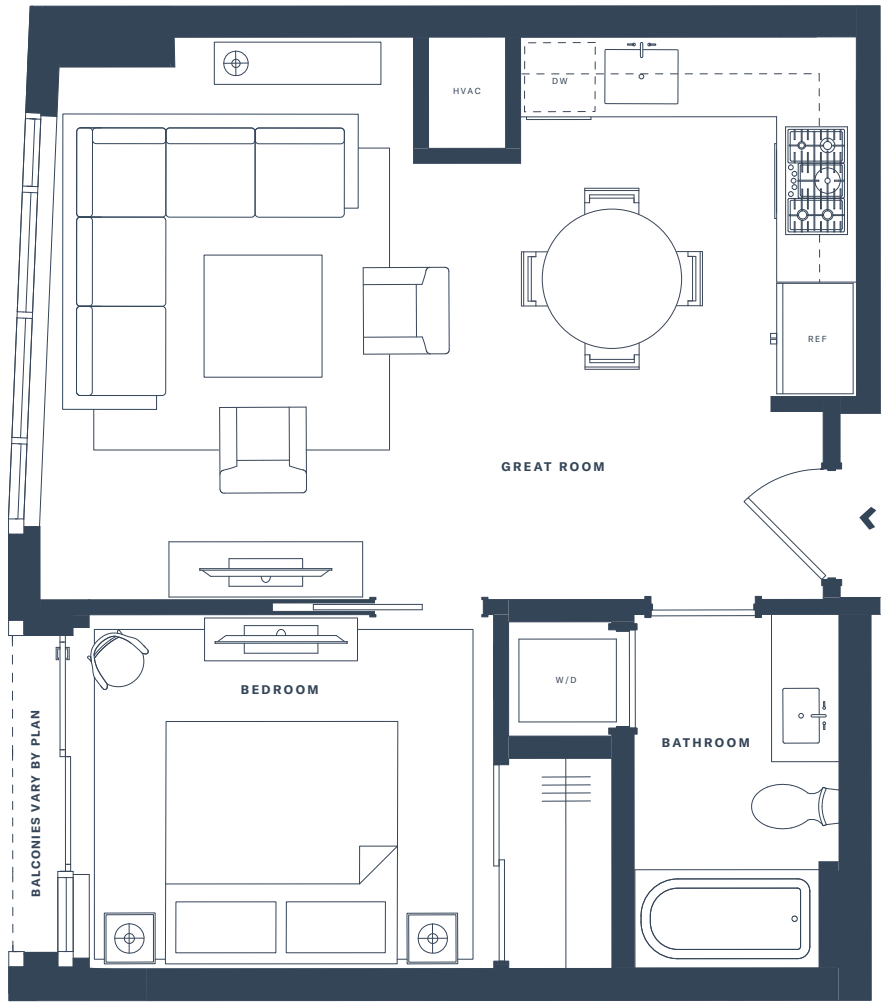 HVAC
DW
REF
GREAT ROOM
W/D
BEDROOM
BATHROOM
BALCONIES VARY BY PLAN